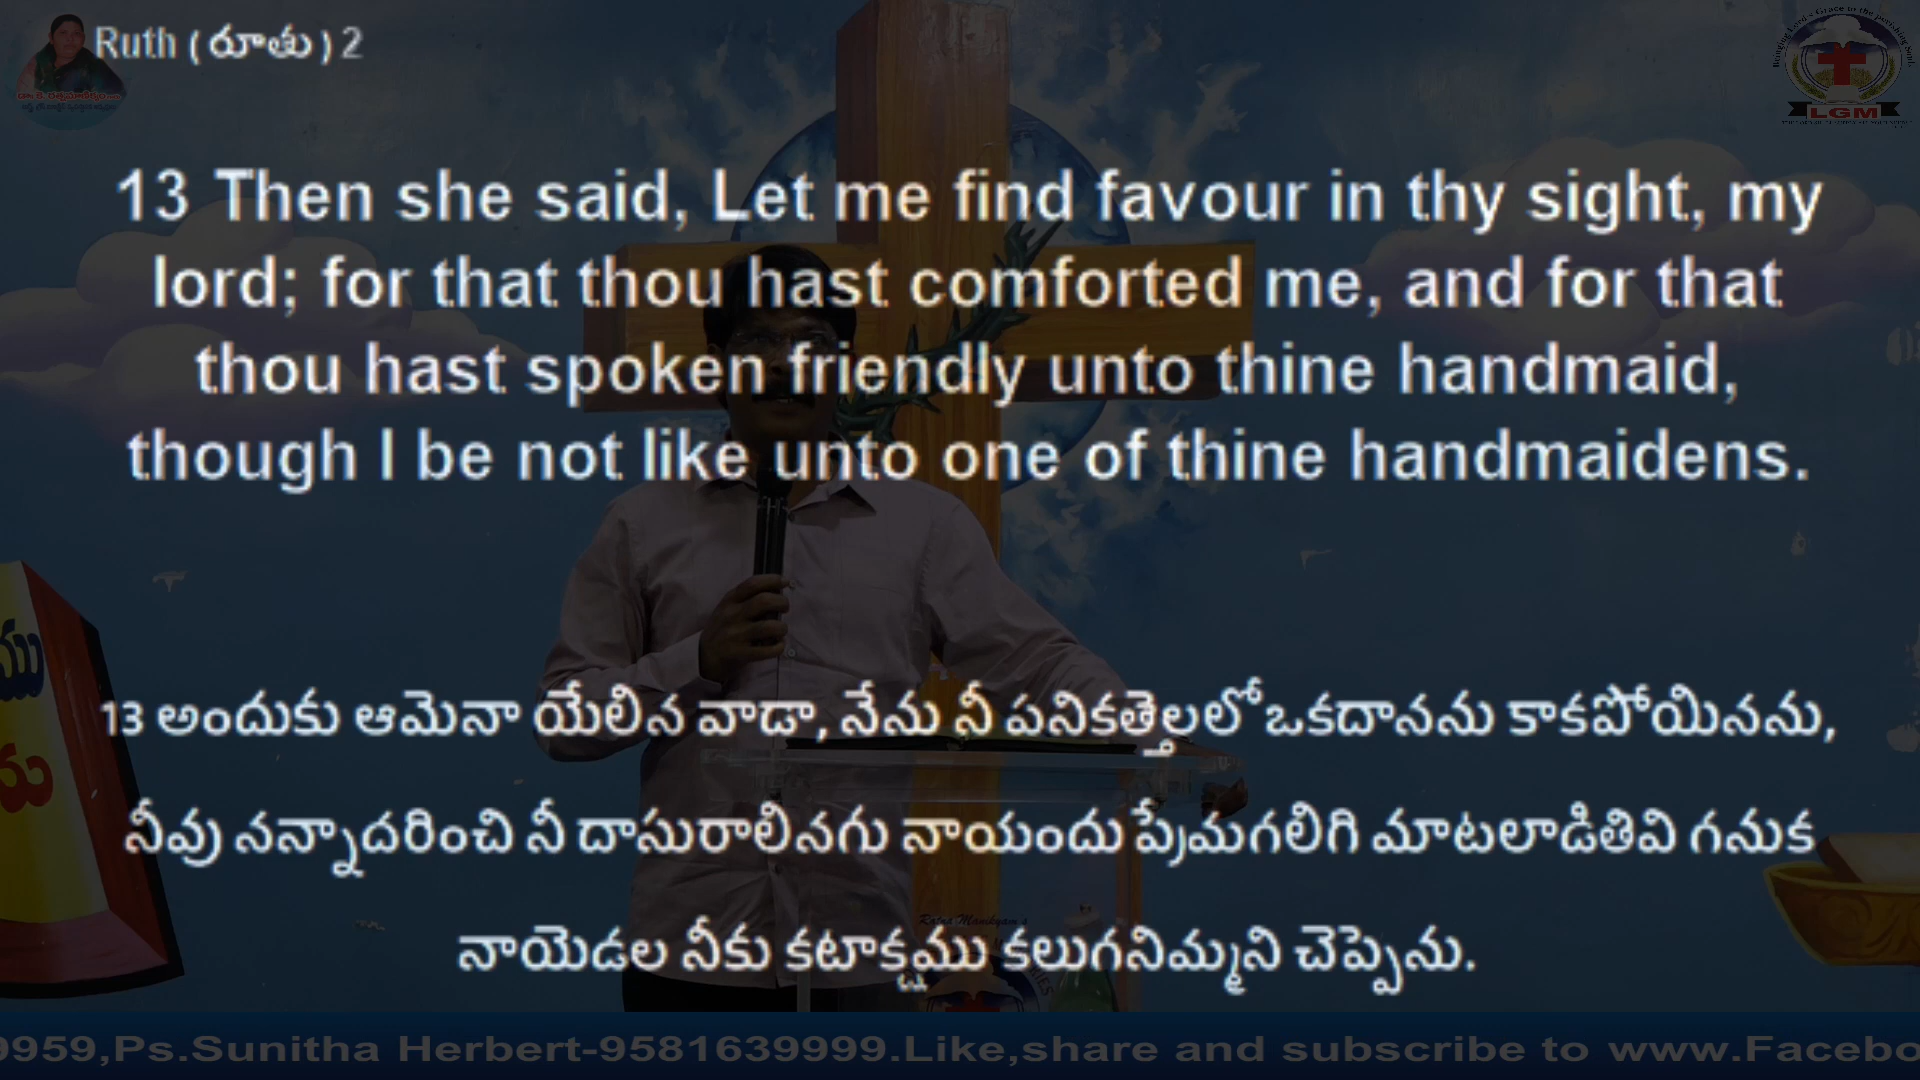 Ruth ( రూతు ) 2
LGM
13 Then she said, Let me find favour in thy sight, my
lord; for that thou hast comforted me, and for that
thou hast spoken friendly unto thine handmaid,
though I be not like unto one of thine handmaidens.
13 అందుకు ఆమెనా యేలిన వాడా, నేను నీ పనికత్తెలలో ఒకదానను కాకపోయినను,
నీవు నన్నాదరించి నీ దాసురాలినగు నాయందు ప్రేమగలిగి మాటలాడితివి గనుక
నాయెడల నీకు కటాక్షము కలుగనిమ్మని చెప్పెను.
Ratna Manikyam's
9959,Ps.Sunitha Herbert-9581639999.Like,share and subscribe to www.Facebo